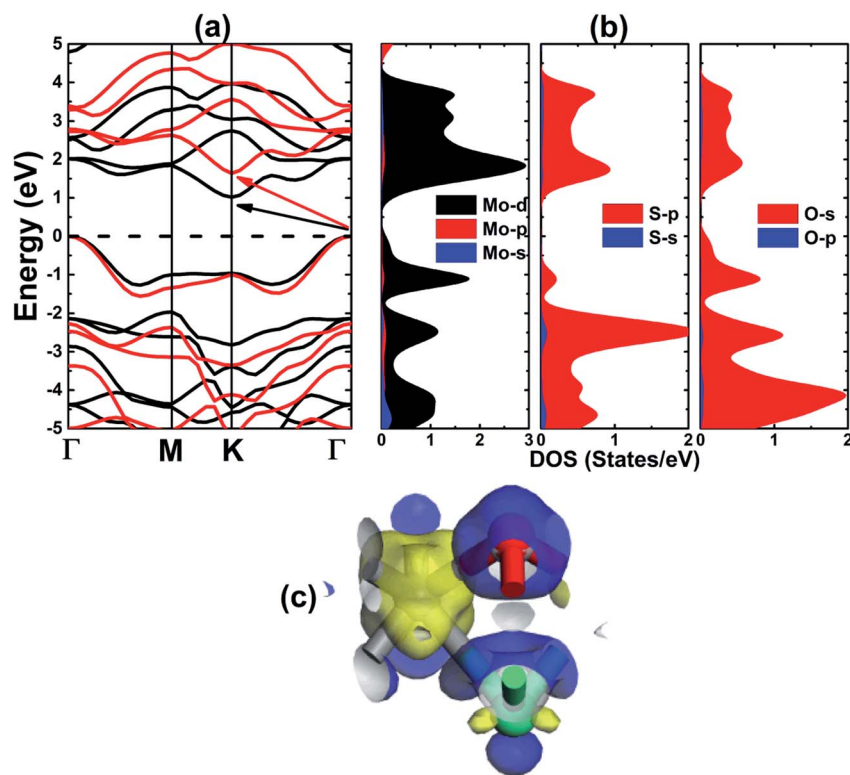 (a)
(b)
Energy (eV)
5
4
3
2
1
0
-1
-2
-3
-4
-5
Γ M K Γ
Mo-d
Mo-p
Mo-s
S-p
S-s
O-s
O-p
0 1 2 3
0 1 2
0 1 2
DOS (States/eV)
(c)